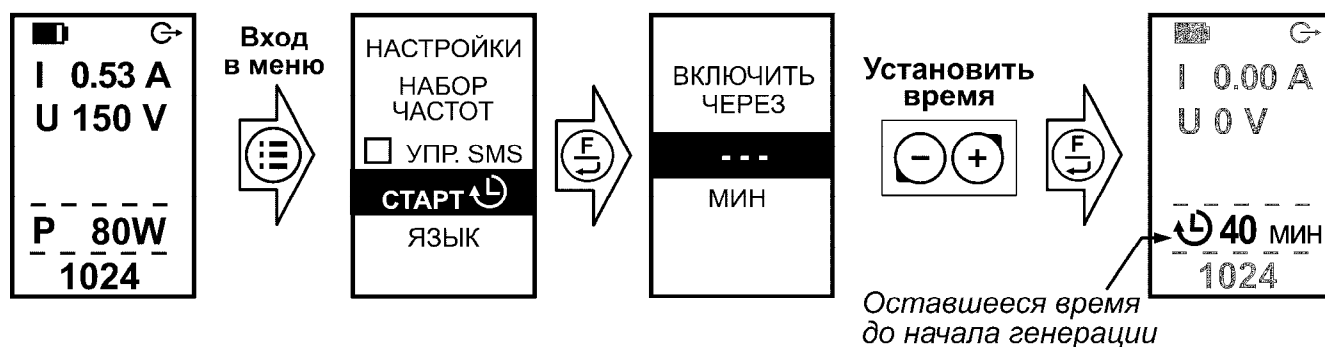 I 0.53 A
U 150 V
P 80W
1024
Вход
в меню
НАСТРОЙКИ
НАБОР
ЧАСТОТ
УПР. SMS
СТАРТ
ЯЗЫК
F
ВКЛЮЧИТЬ
ЧЕРЕЗ
- - -
МИН
Установить
время
- +
F
I 0.00 A
U 0 V
40 МИН
1024
Оставшееся время
до начала генерации